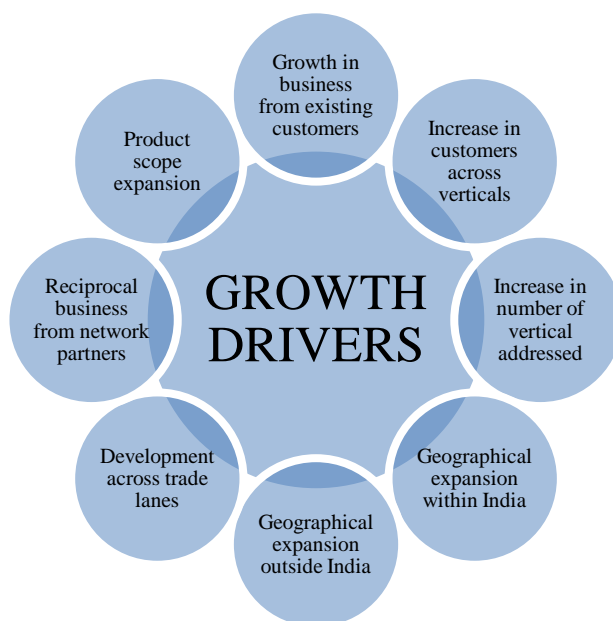 Growth in
business
from existing
customers
Increase in
customers
across
verticals
Increase in
number of
vertical
addressed
Geographical
expansion
within India
Geographical
expansion
outside India
Development
across trade
lanes
Reciprocal
business
from network
partners
Product
scope
expansion
GROWTH
DRIVERS